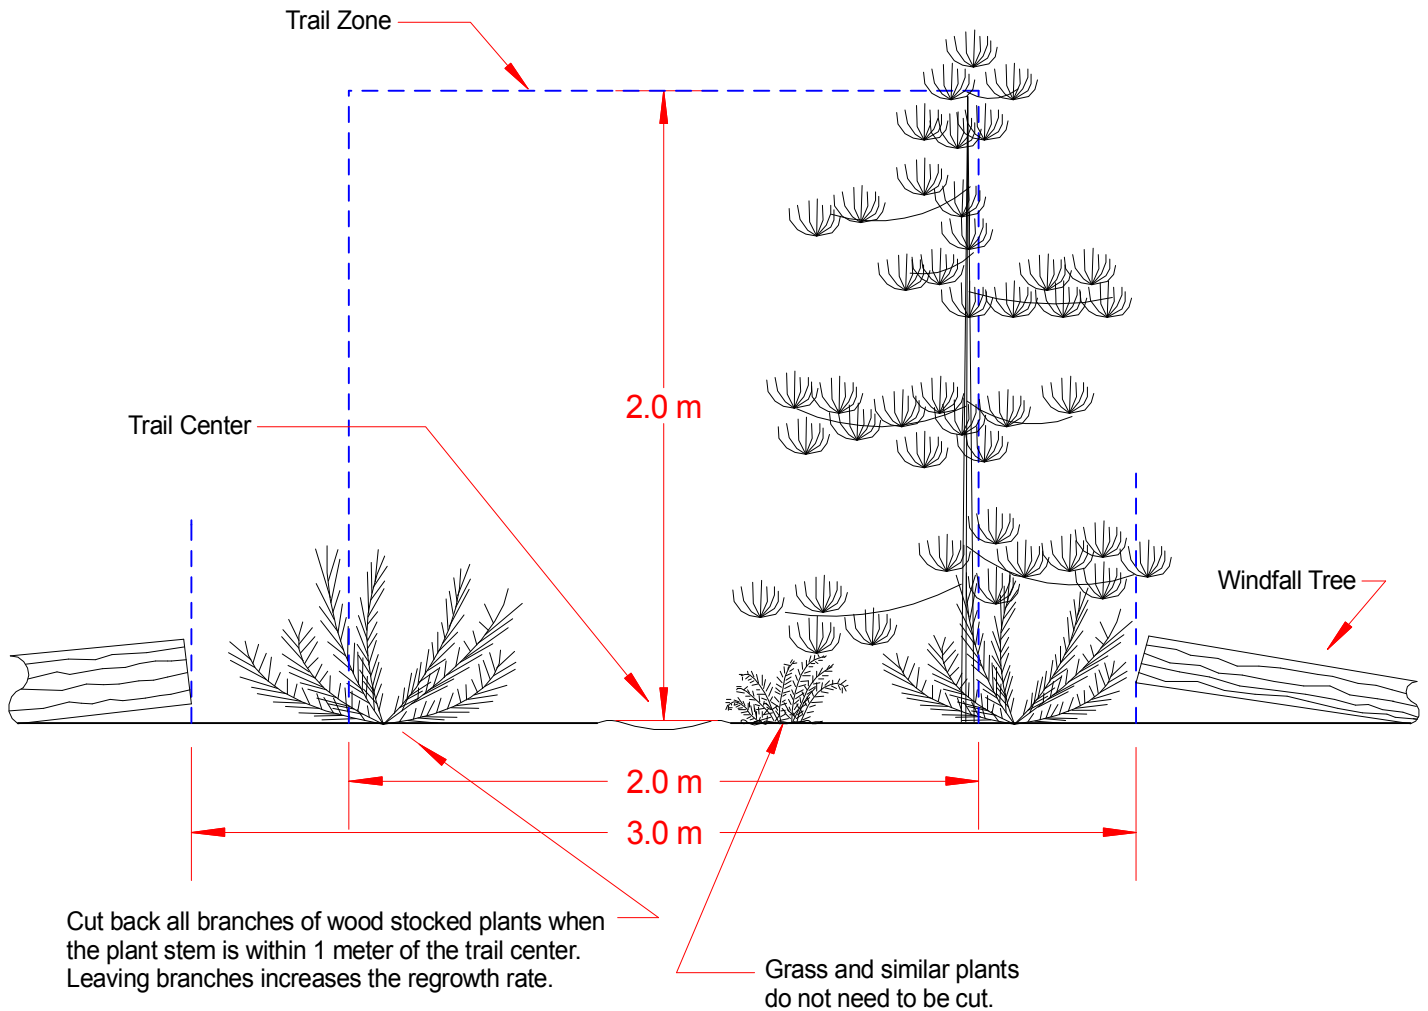 Trail Zone
2.0 m
Trail Center
Windfall Tree
2.0 m
3.0 m
Cut back all branches of wood stocked plants when
the plant stem is within 1 meter of the trail center.
Leaving branches increases the regrowth rate.
Grass and similar plants
do not need to be cut.